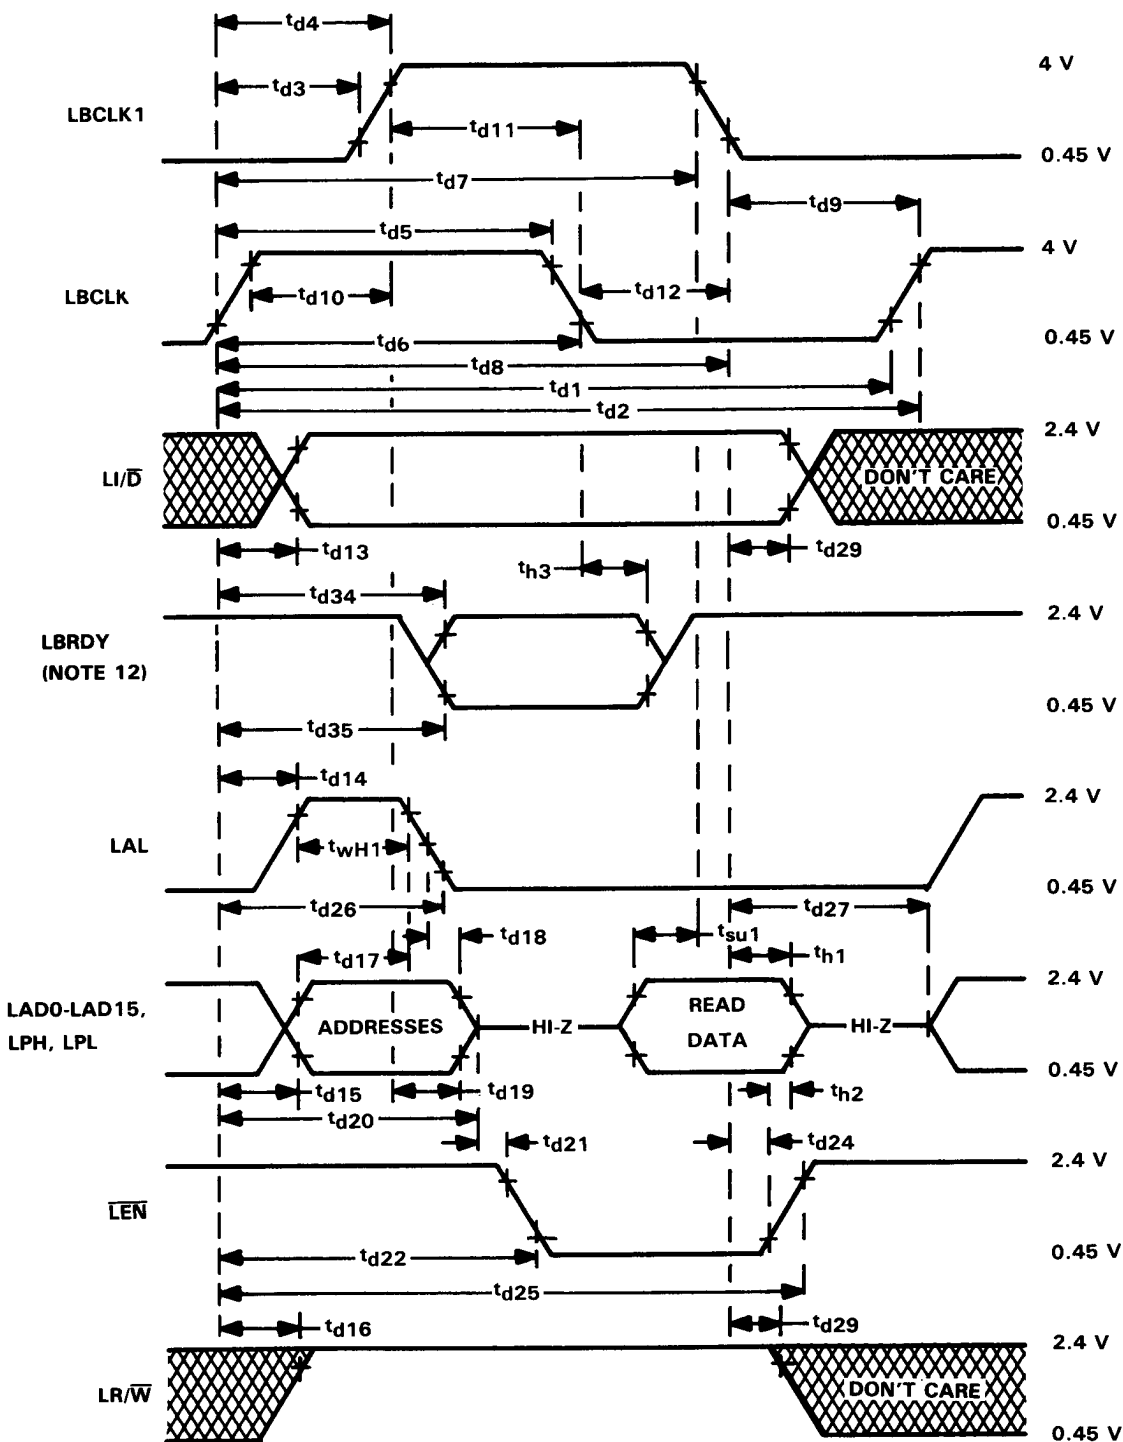 td4
4 V
td3
LBCLK1
td11
0.45 V
td7
td9
td5
4 V
td10
td12
LBCLK
td6
0.45 V
td8
td1
td2
2.4 V
LI/D̅
DON'T CARE
0.45 V
td13
td29
th3
td34
2.4 V
LBRDY
(NOTE 12)
0.45 V
td35
td14
2.4 V
LAL
twH1
0.45 V
td26
td27
td18
tsu1
td17
th1
2.4 V
LAD0-LAD15,
LPH, LPL
ADDRESSES
HI-Z
READ
DATA
HI-Z
0.45 V
td15
td19
th2
td20
td21
td24
2.4 V
L̅E̅N̅
td22
0.45 V
td25
td16
td29
2.4 V
LR/W̅
DON'T CARE
0.45 V